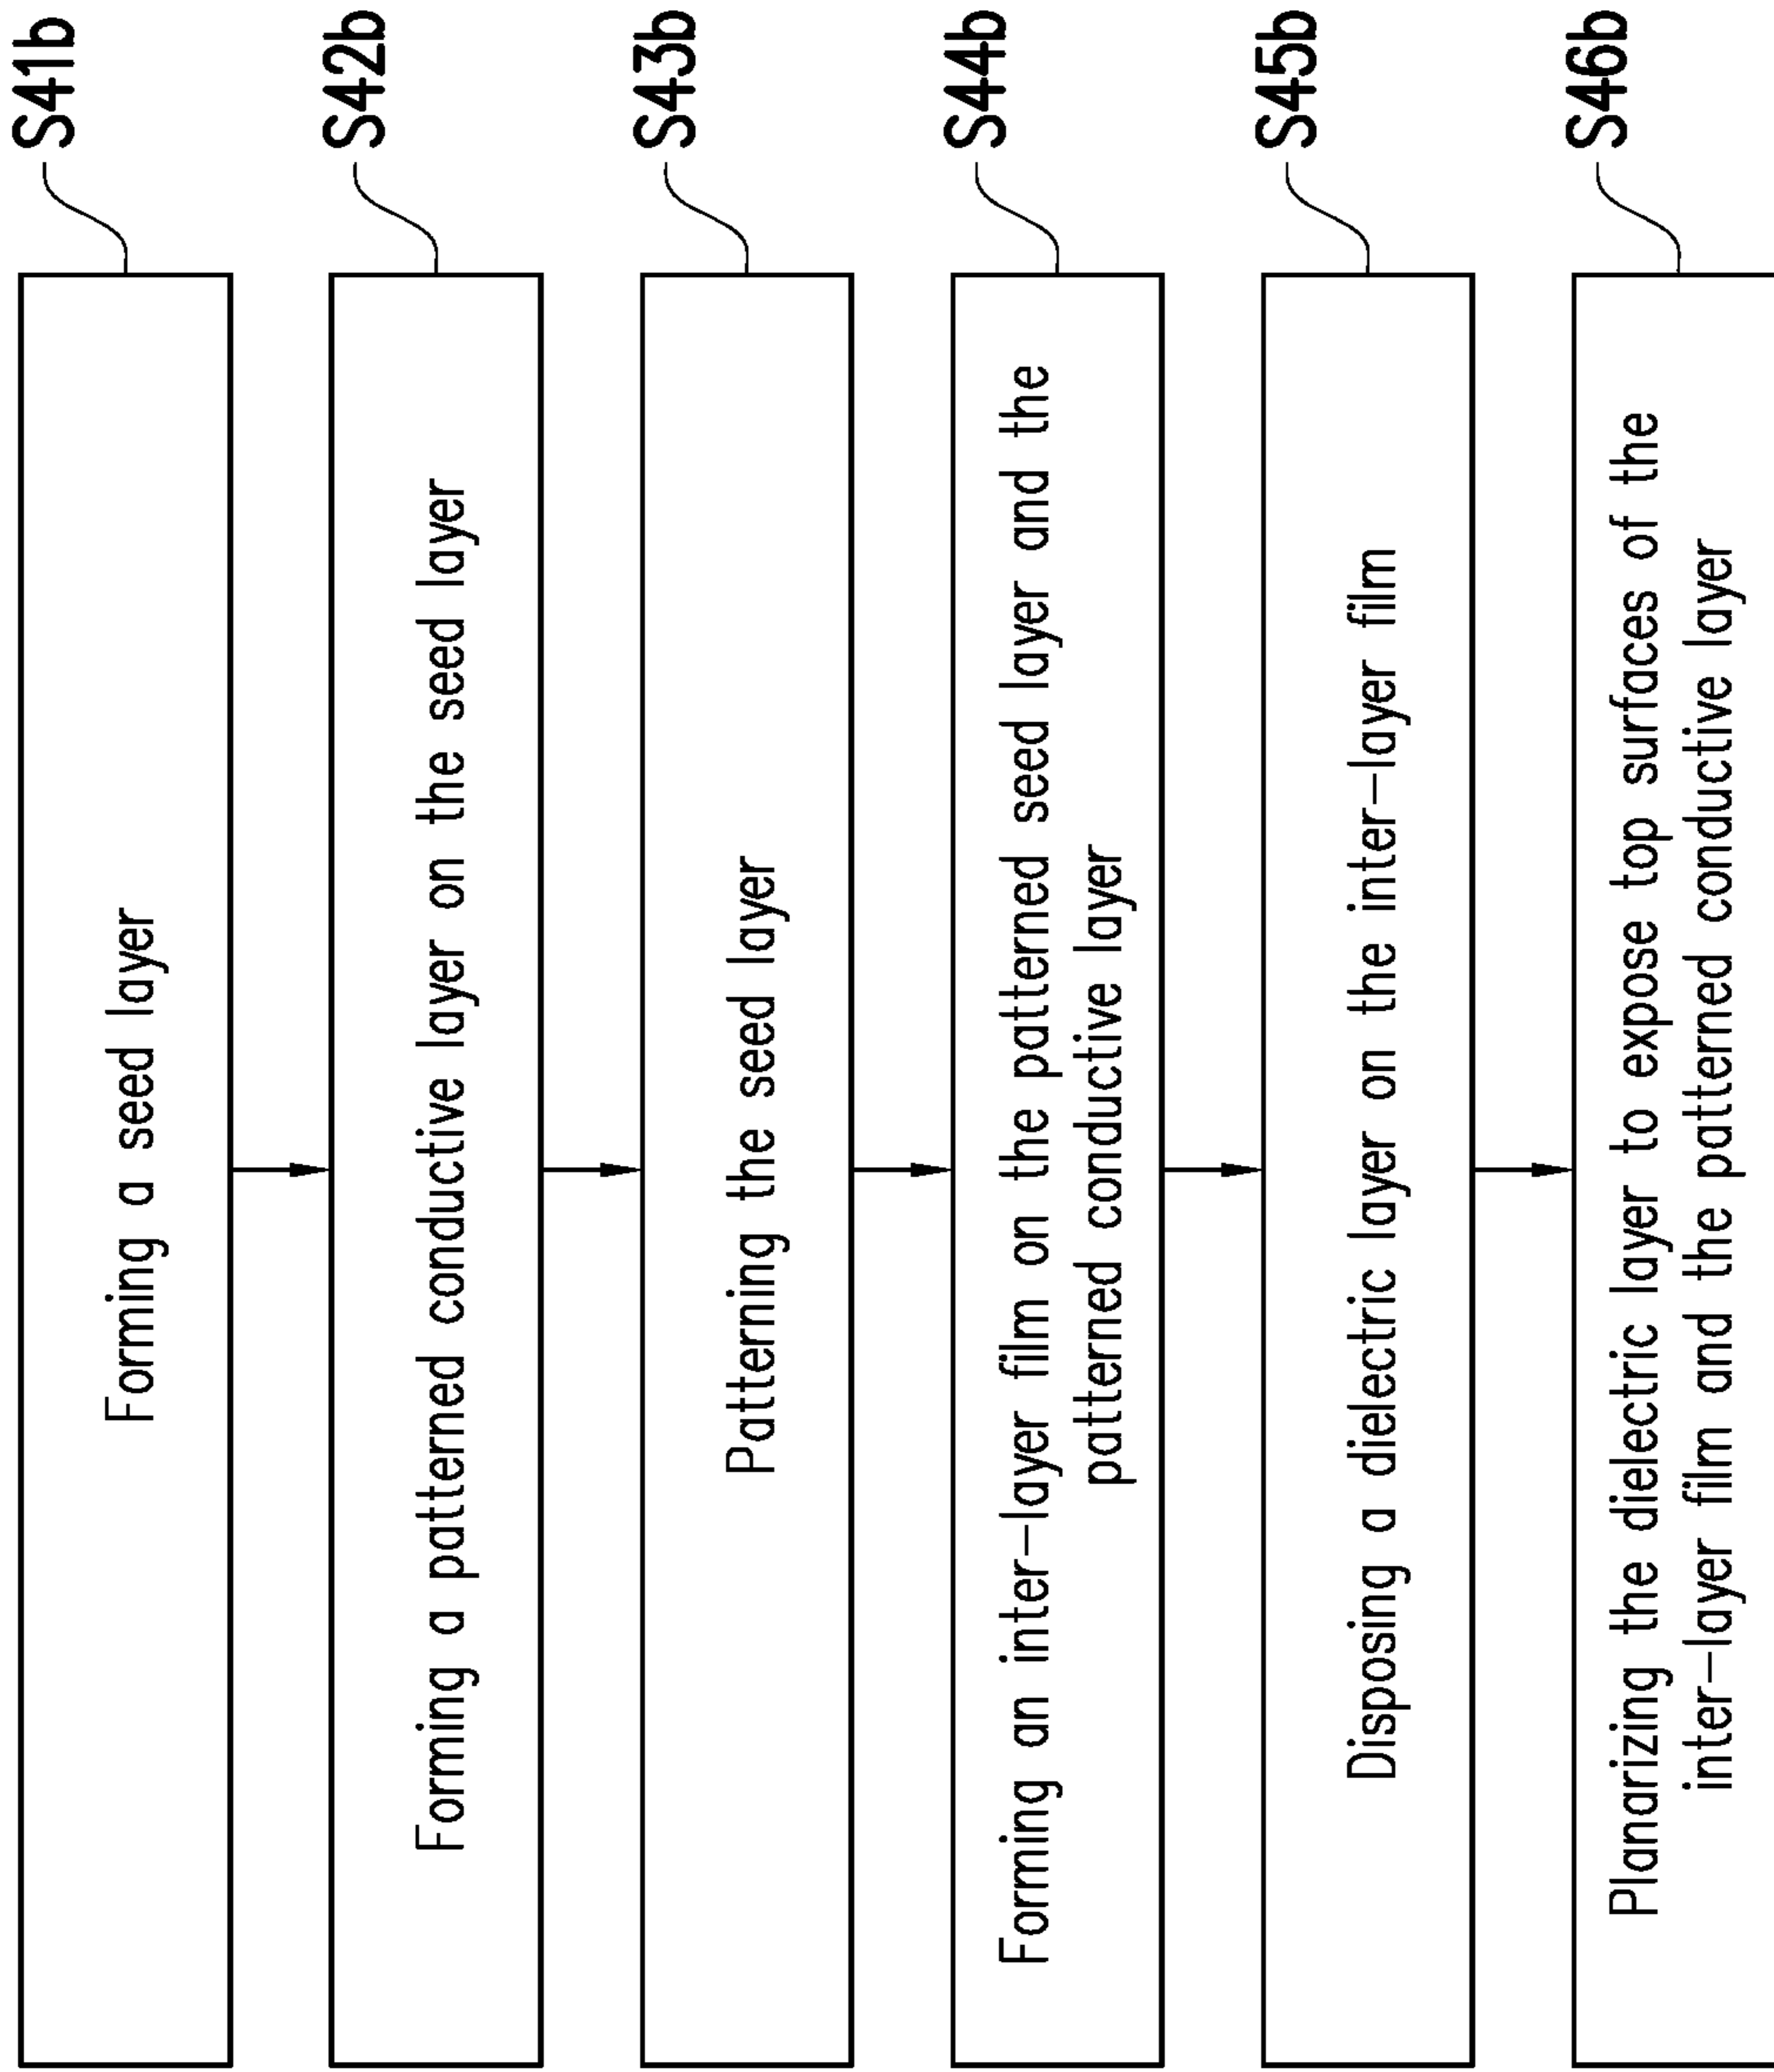 Forming a seed layer
S41b
Forming a patterned conductive layer on the seed layer
S42b
Patterning the seed layer
S43b
Forming an inter-layer film on the patterned seed layer and the
patterned conductive layer
S44b
Disposing a dielectric layer on the inter-layer film
S45b
Planarizing the dielectric layer to expose top surfaces of the
inter-layer film and the patterned conductive layer
S46b